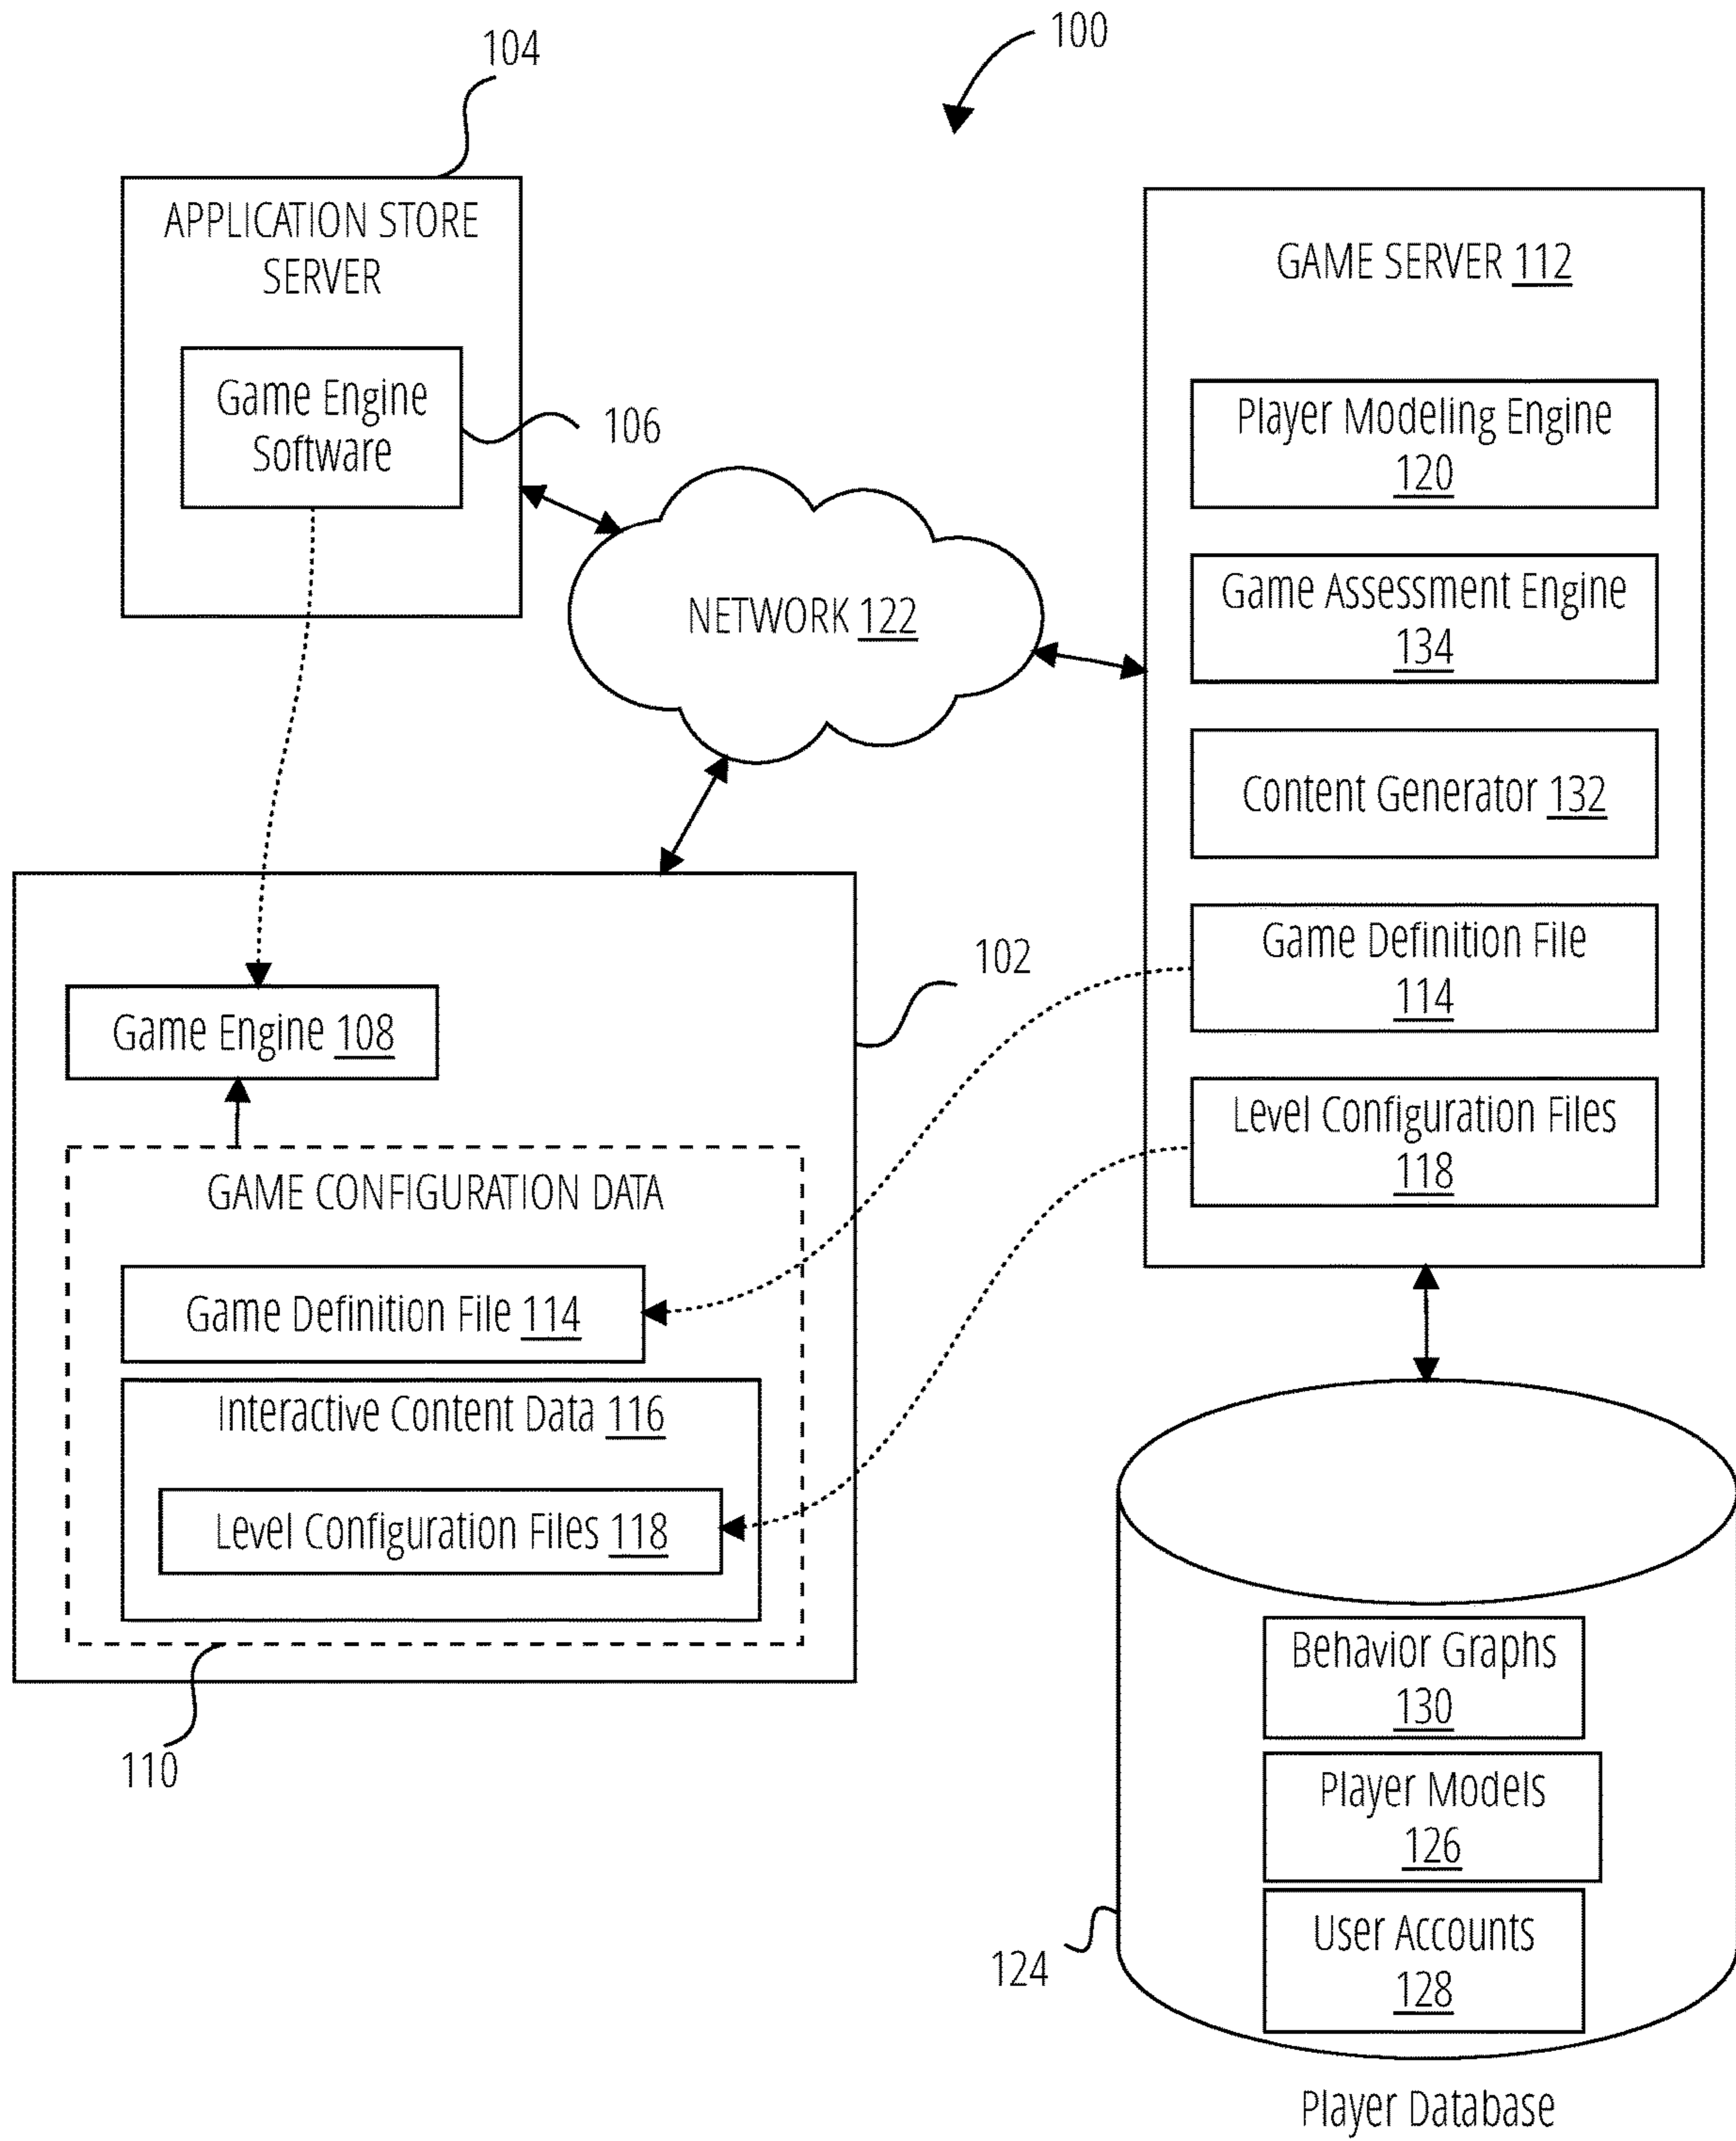 100
104
APPLICATION STORE
SERVER
Game Engine
Software
106
GAME SERVER 112
Player Modeling Engine
120
Game Assessment Engine
134
Content Generator 132
Game Definition File
114
Level Configuration Files
118
NETWORK 122
102
Game Engine 108
GAME CONFIGURATION DATA
Game Definition File 114
Interactive Content Data 116
Level Configuration Files 118
110
Behavior Graphs
130
Player Models
126
User Accounts
128
124
Player Database